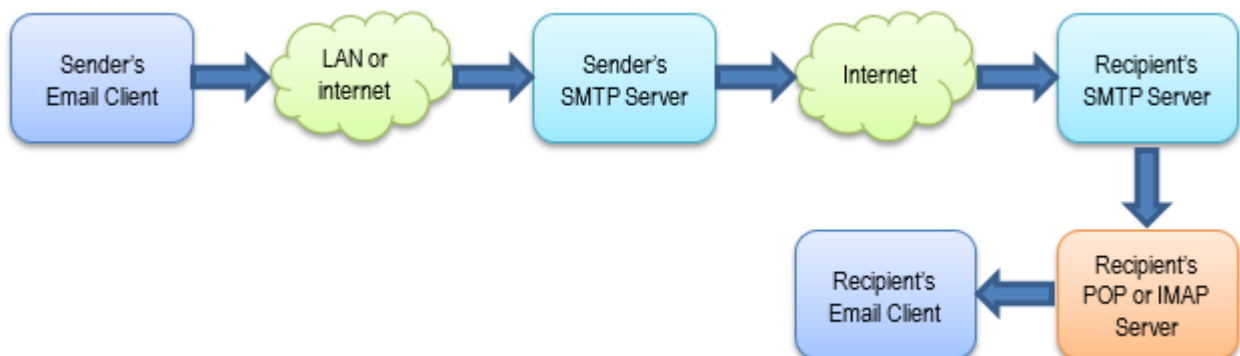 Sender’s
Email Client
LAN or
internet
Sender’s
SMTP Server
Internet
Recipient’s
SMTP Server
Recipient’s
Email Client
Recipient’s
POP or IMAP
Server